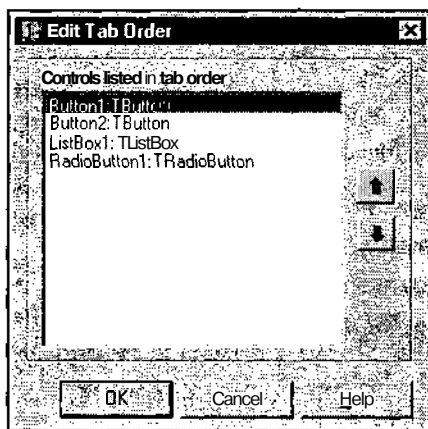 Edit Tab Order
Controls listed in tab order
Button1: TButton
Button2: TButton
ListBox1: TListBox
RadioButton1: TRadioButton
OK Cancel Help